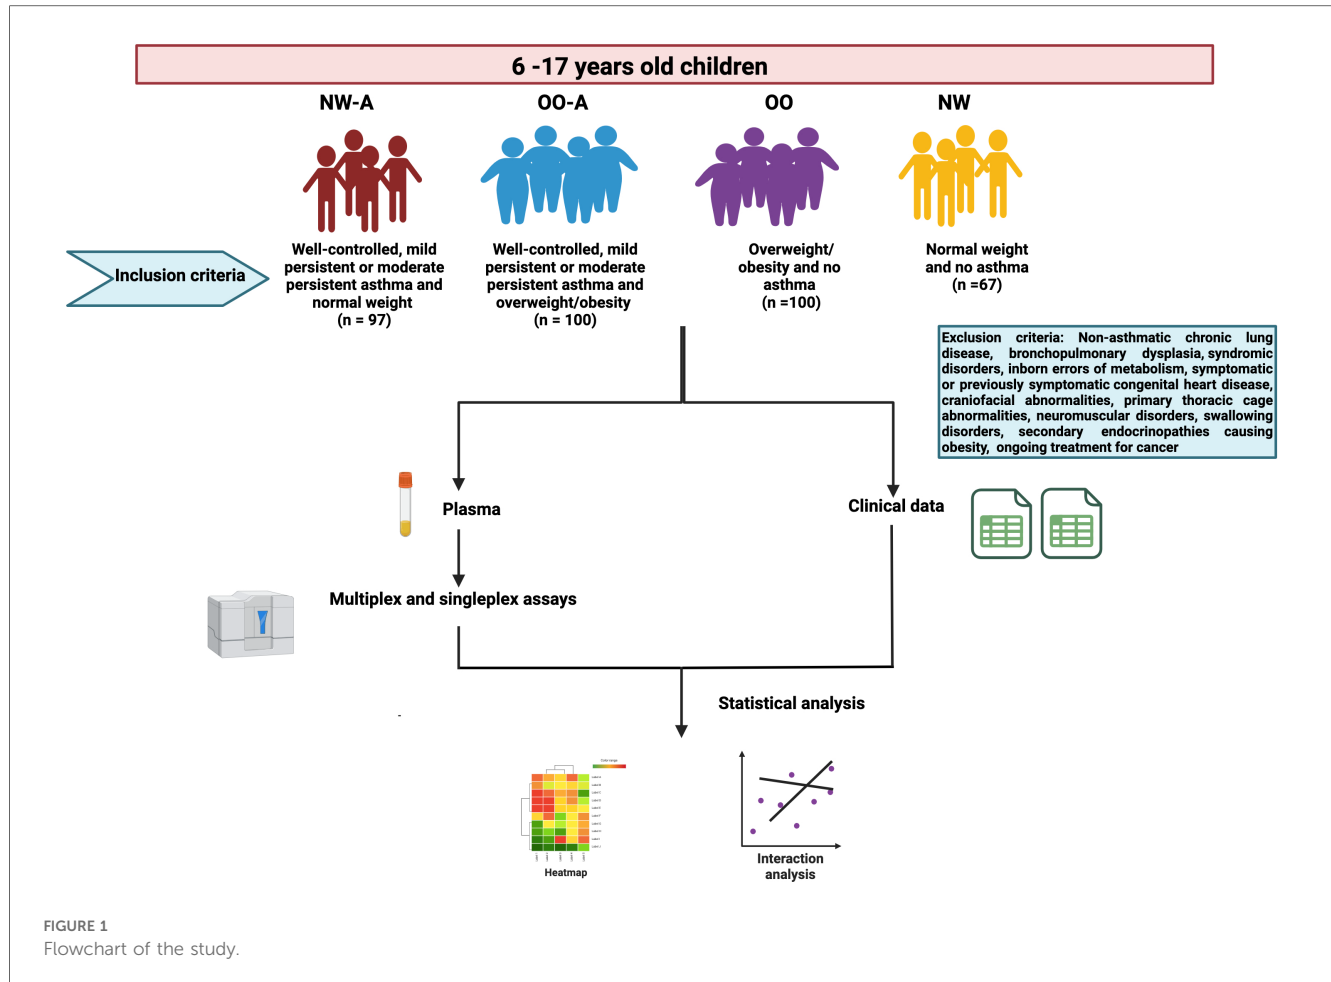 6 -17 years old children
NW-A
OO-A
OO
NW
Inclusion criteria
Well-controlled, mild
persistent or moderate
persistent asthma and
normal weight
(n = 97)
Well-controlled, mild
persistent or moderate
persistent asthma and
overweight/obesity
(n = 100)
Overweight/
obesity and no
asthma
(n =100)
Normal weight
and no asthma
(n =67)
Exclusion criteria: Non-asthmatic chronic lung
disease, bronchopulmonary dysplasia, syndromic
disorders, inborn errors of metabolism, symptomatic
or previously symptomatic congenital heart disease,
craniofacial abnormalities, primary thoracic cage
abnormalities, neuromuscular disorders, swallowing
disorders, secondary endocrinopathies causing
obesity, ongoing treatment for cancer
Plasma
Clinical data
Multiplex and singleplex assays
Statistical analysis
-
Color range
Heatmap
Interaction
analysis
FIGURE 1
Flowchart of the study.